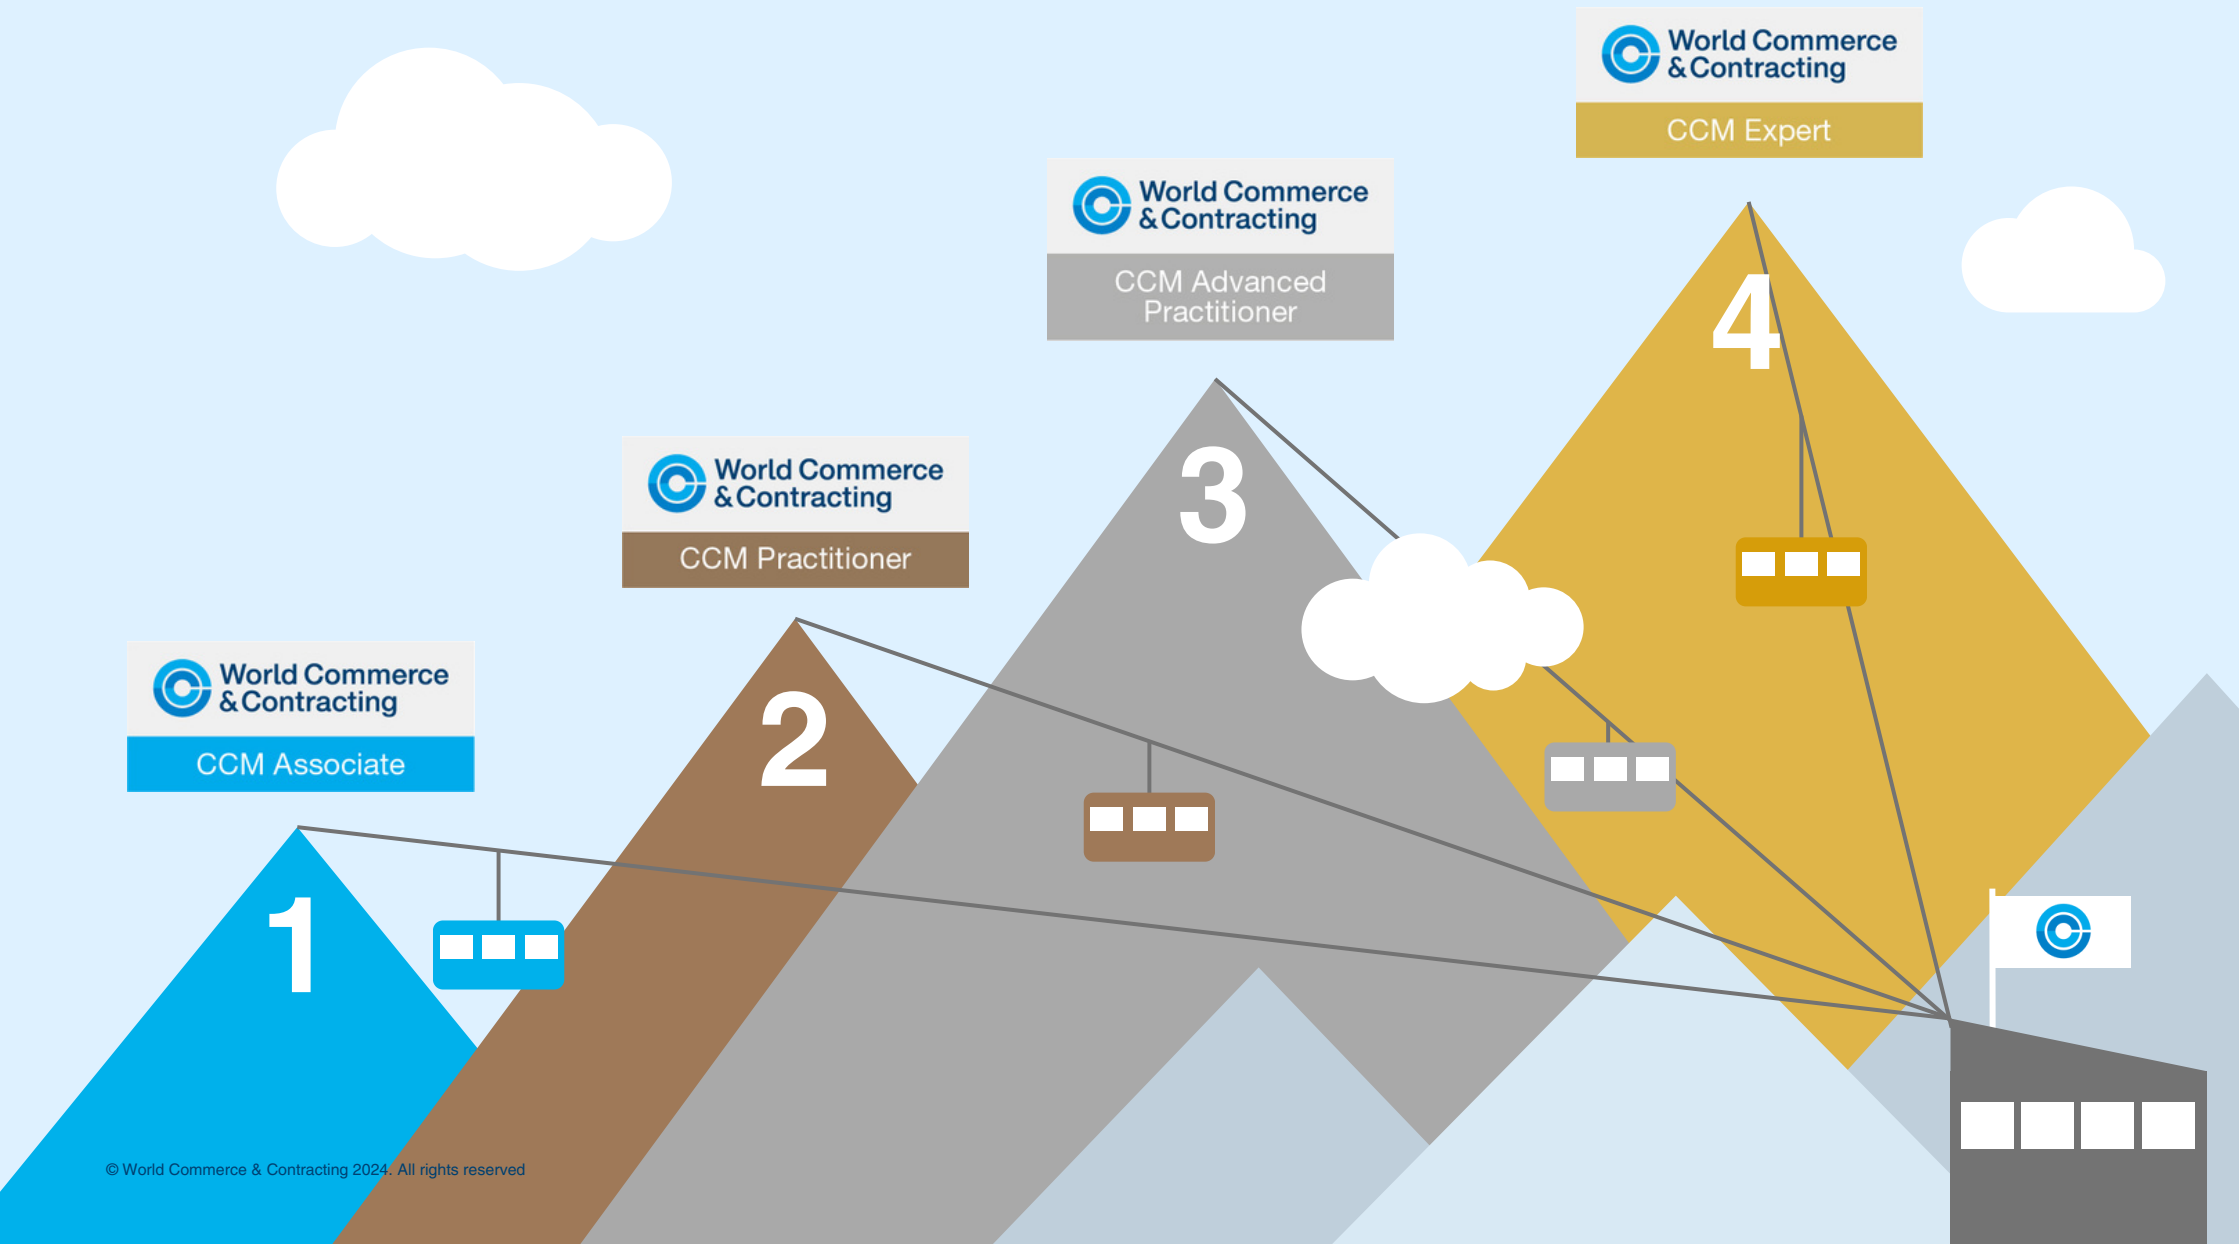 World Commerce
& Contracting
CCM Expert
4
World Commerce
& Contracting
CCM Advanced
Practitioner
3
World Commerce
& Contracting
CCM Practitioner
2
World Commerce
& Contracting
CCM Associate
1
© World Commerce & Contracting 2024. All rights reserved